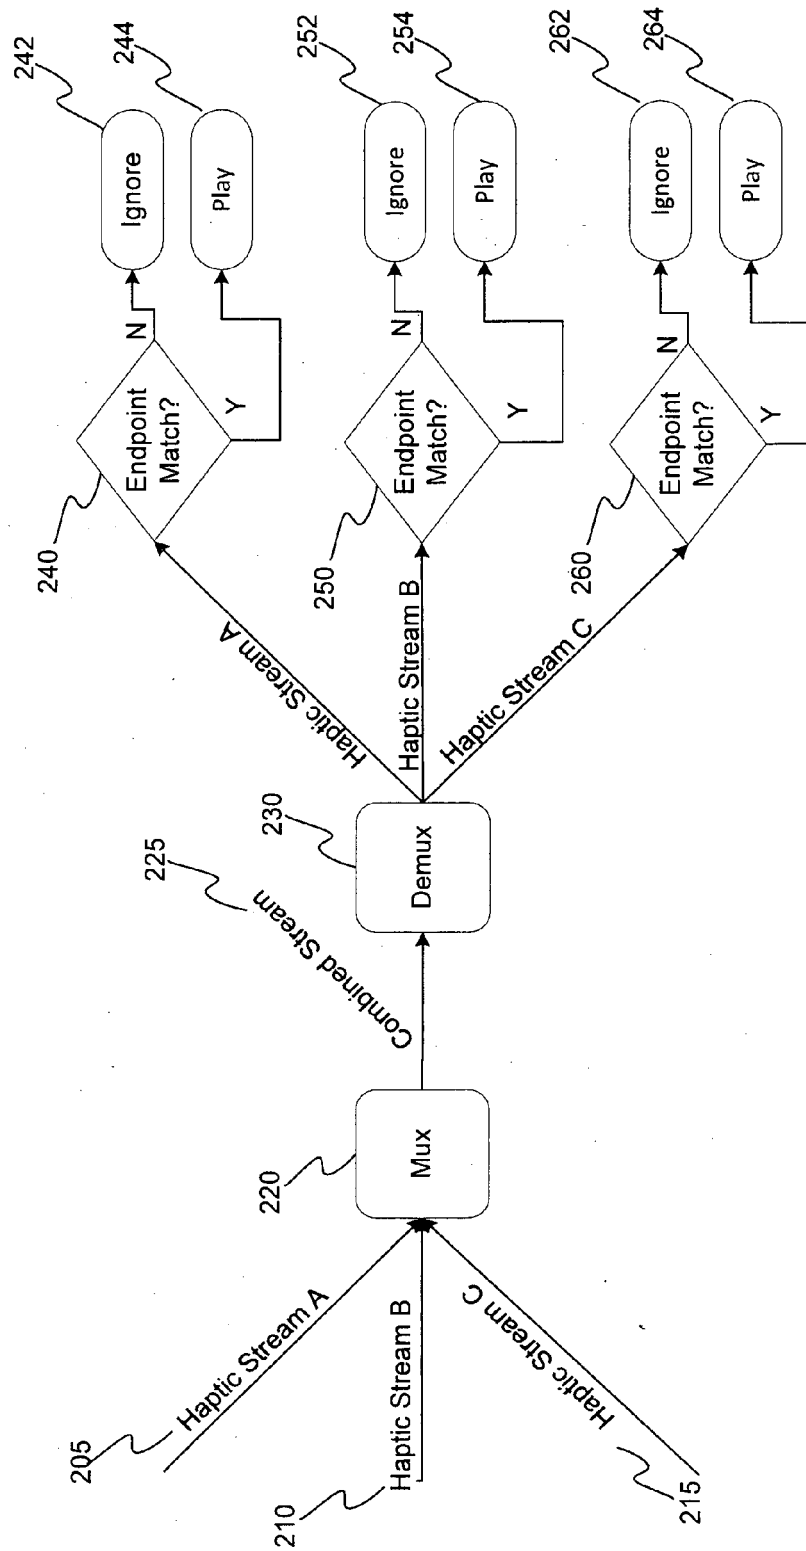 205
Haptic Stream A
210
Haptic Stream B
215
Haptic Stream C
220
Mux
225
Combined Stream
230
Demux
Haptic Stream A
Haptic Stream B
Haptic Stream C
240
Endpoint
Match?
N
Y
242
Ignore
244
Play
250
Endpoint
Match?
N
Y
252
Ignore
254
Play
260
Endpoint
Match?
N
Y
262
Ignore
264
Play